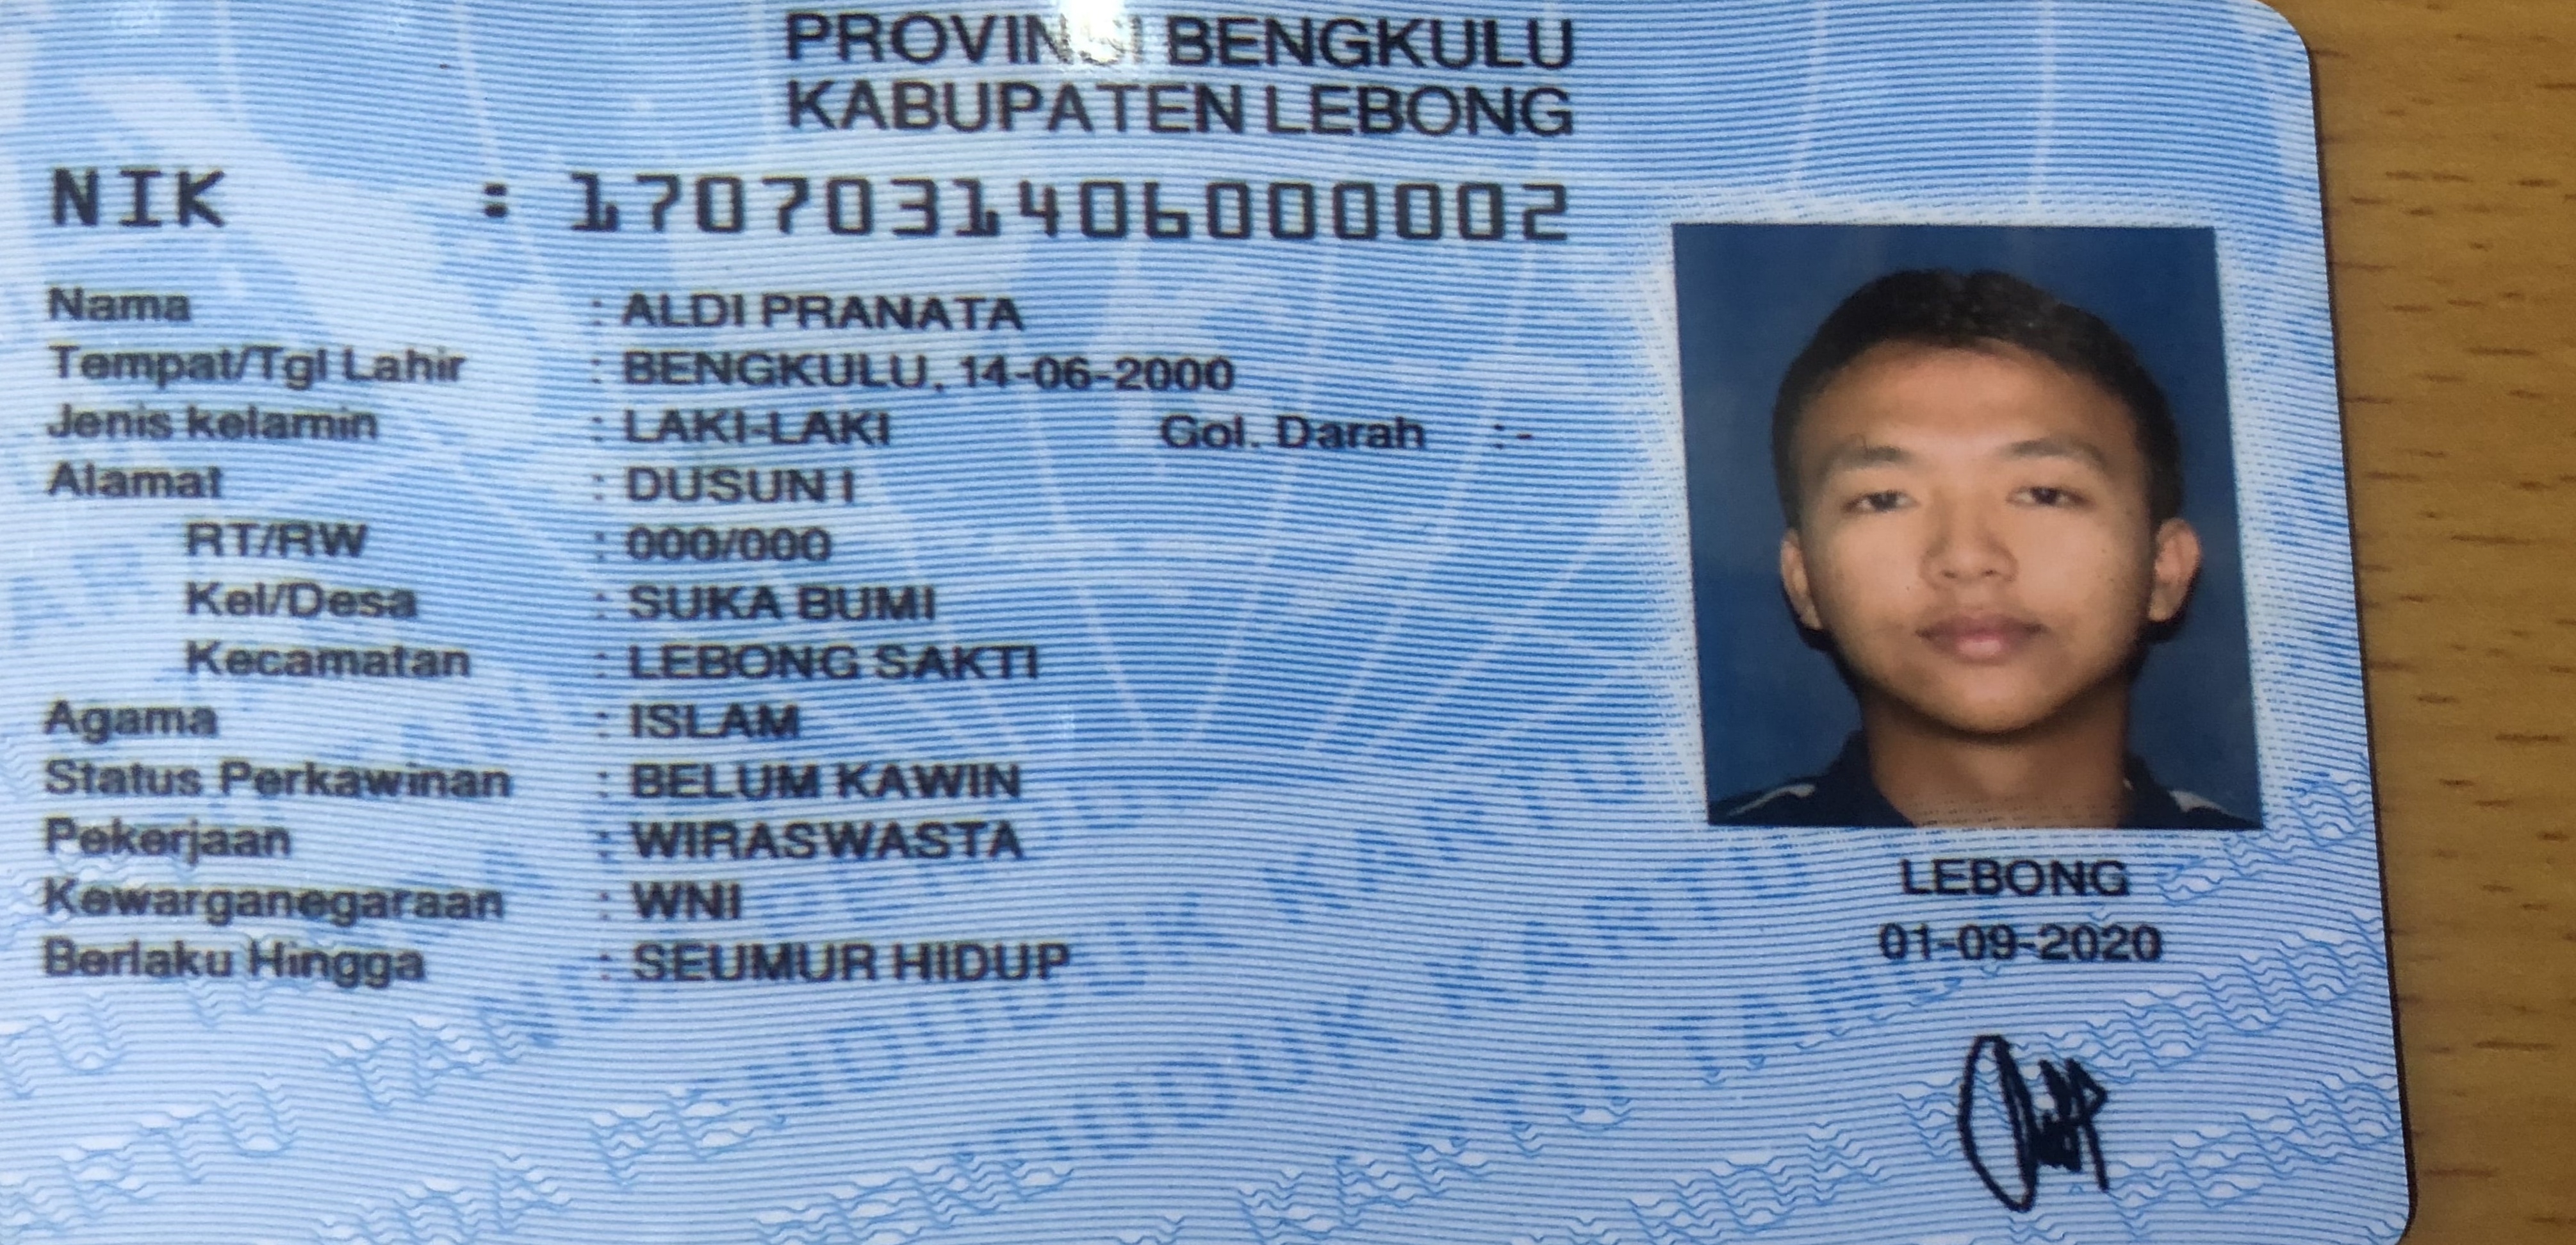 PROVINSI BENGKULU
KABUPATEN LEBONG
NIK : 1707031406000002
Nama : ALDI PRANATA
Tempat/Tgl Lahir : BENGKULU, 14-06-2000
Jenis kelamin : LAKI-LAKI Gol. Darah : -
Alamat : DUSUN I
RT/RW : 000/000
Kel/Desa : SUKA BUMI
Kecamatan : LEBONG SAKTI
Agama : ISLAM
Status Perkawinan : BELUM KAWIN
Pekerjaan : WIRASWASTA
Kewarganegaraan : WNI
Berlaku Hingga : SEUMUR HIDUP
LEBONG
01-09-2020